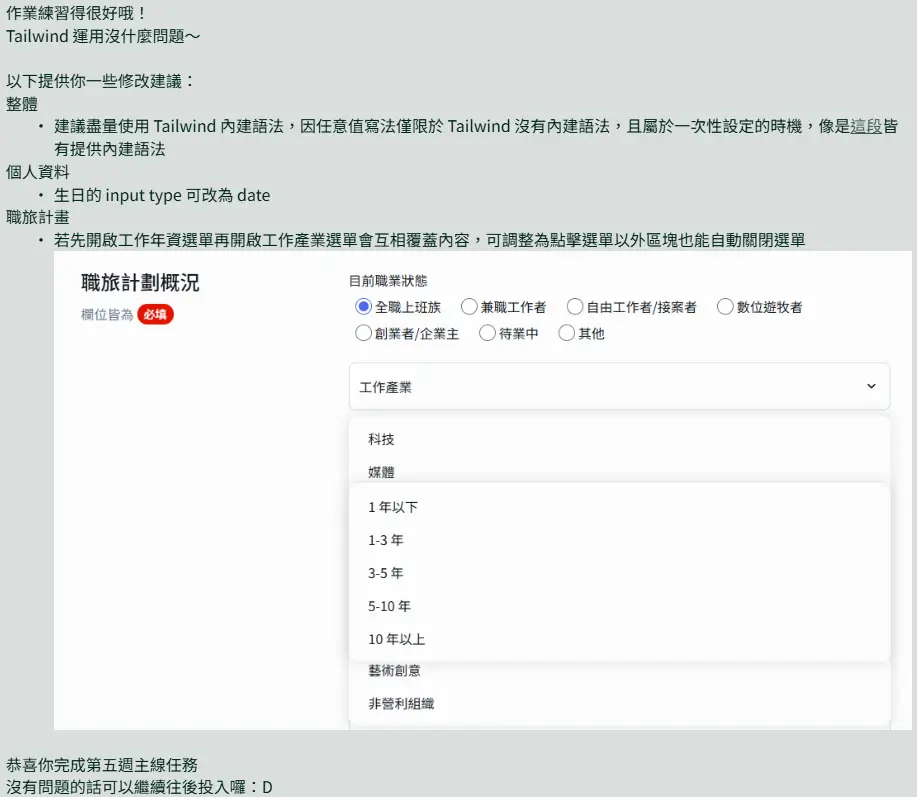 作業練習得很好哦！
Tailwind 運用沒什麼問題～
以下提供你一些修改建議：
整體
• 建議盡量使用 Tailwind 內建語法，因任意值寫法僅限於 Tailwind 沒有內建語法，且屬於一次性設定的時機，像是這段皆
有提供內建語法
個人資料
• 生日的 input type 可改為 date
職旅計畫
• 若先開啟工作年資選單再開啟工作產業選單會互相覆蓋內容，可調整為點擊選單以外區塊也能自動關閉選單
職旅計劃概況
欄位皆為 必填
目前職業狀態
全職上班族 兼職工作者 自由工作者/接案者 數位遊牧者
創業者/企業主 待業中 其他
工作產業
科技
媒體
1 年以下
1-3 年
3-5 年
5-10 年
10 年以上
藝術創意
非營利組織
恭喜你完成第五週主線任務
沒有問題的話可以繼續往後投入囉：D